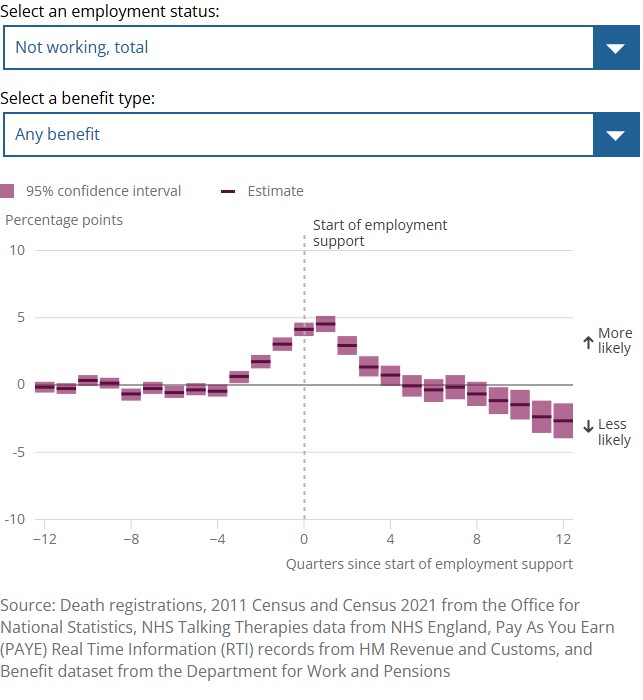 Select an employment status:
Not working, total
Select a benefit type:
Any benefit
95% confidence interval
Estimate
Percentage points
Start of employment
support
10
5
0
-5
-10
More
likely
Less
likely
−12
−8
−4
0
4
8
12
Quarters since start of employment support
Source: Death registrations, 2011 Census and Census 2021 from the Office for
National Statistics, NHS Talking Therapies data from NHS England, Pay As You Earn
(PAYE) Real Time Information (RTI) records from HM Revenue and Customs, and
Benefit dataset from the Department for Work and Pensions